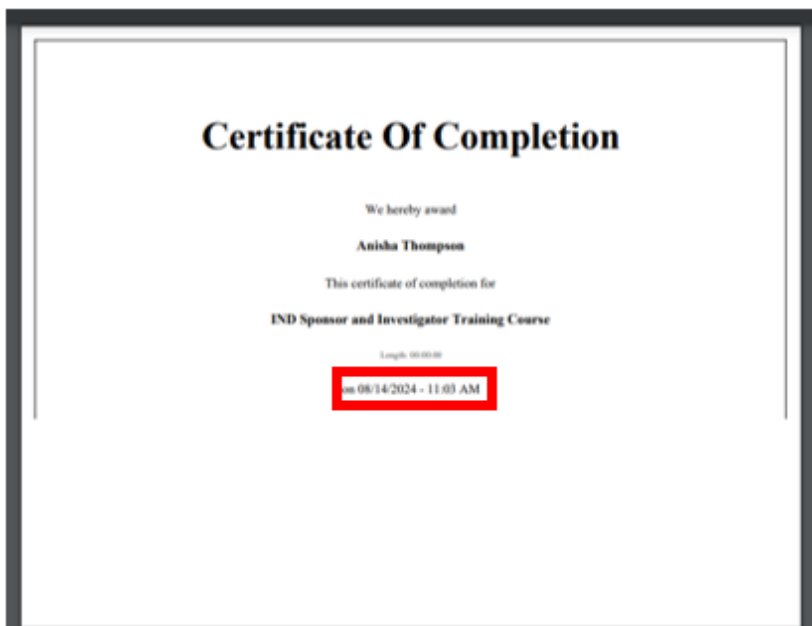 Certificate Of Completion
We hereby award
Anisha Thompson
This certificate of completion for
IND Sponsor and Investigator Training Course
Length: 00:00:00
on 08/14/2024 - 11:03 AM